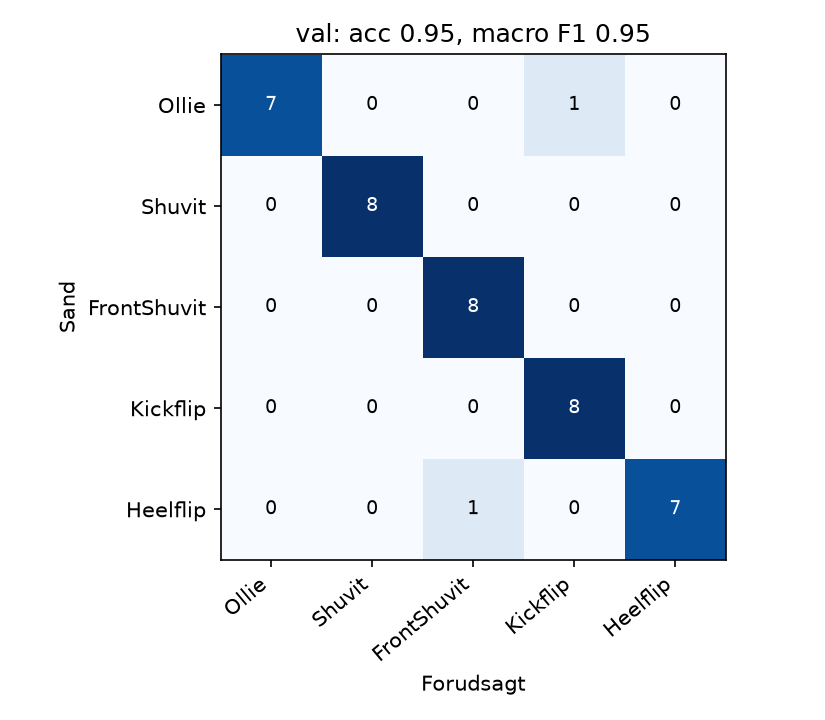 val: acc 0.95, macro F1 0.95
Sand
Ollie 7 0 0 1 0
Shuvit 0 8 0 0 0
FrontShuvit 0 0 8 0 0
Kickflip 0 0 0 8 0
Heelflip 0 0 1 0 7
Ollie Shuvit FrontShuvit Kickflip Heelflip
Forudsagt